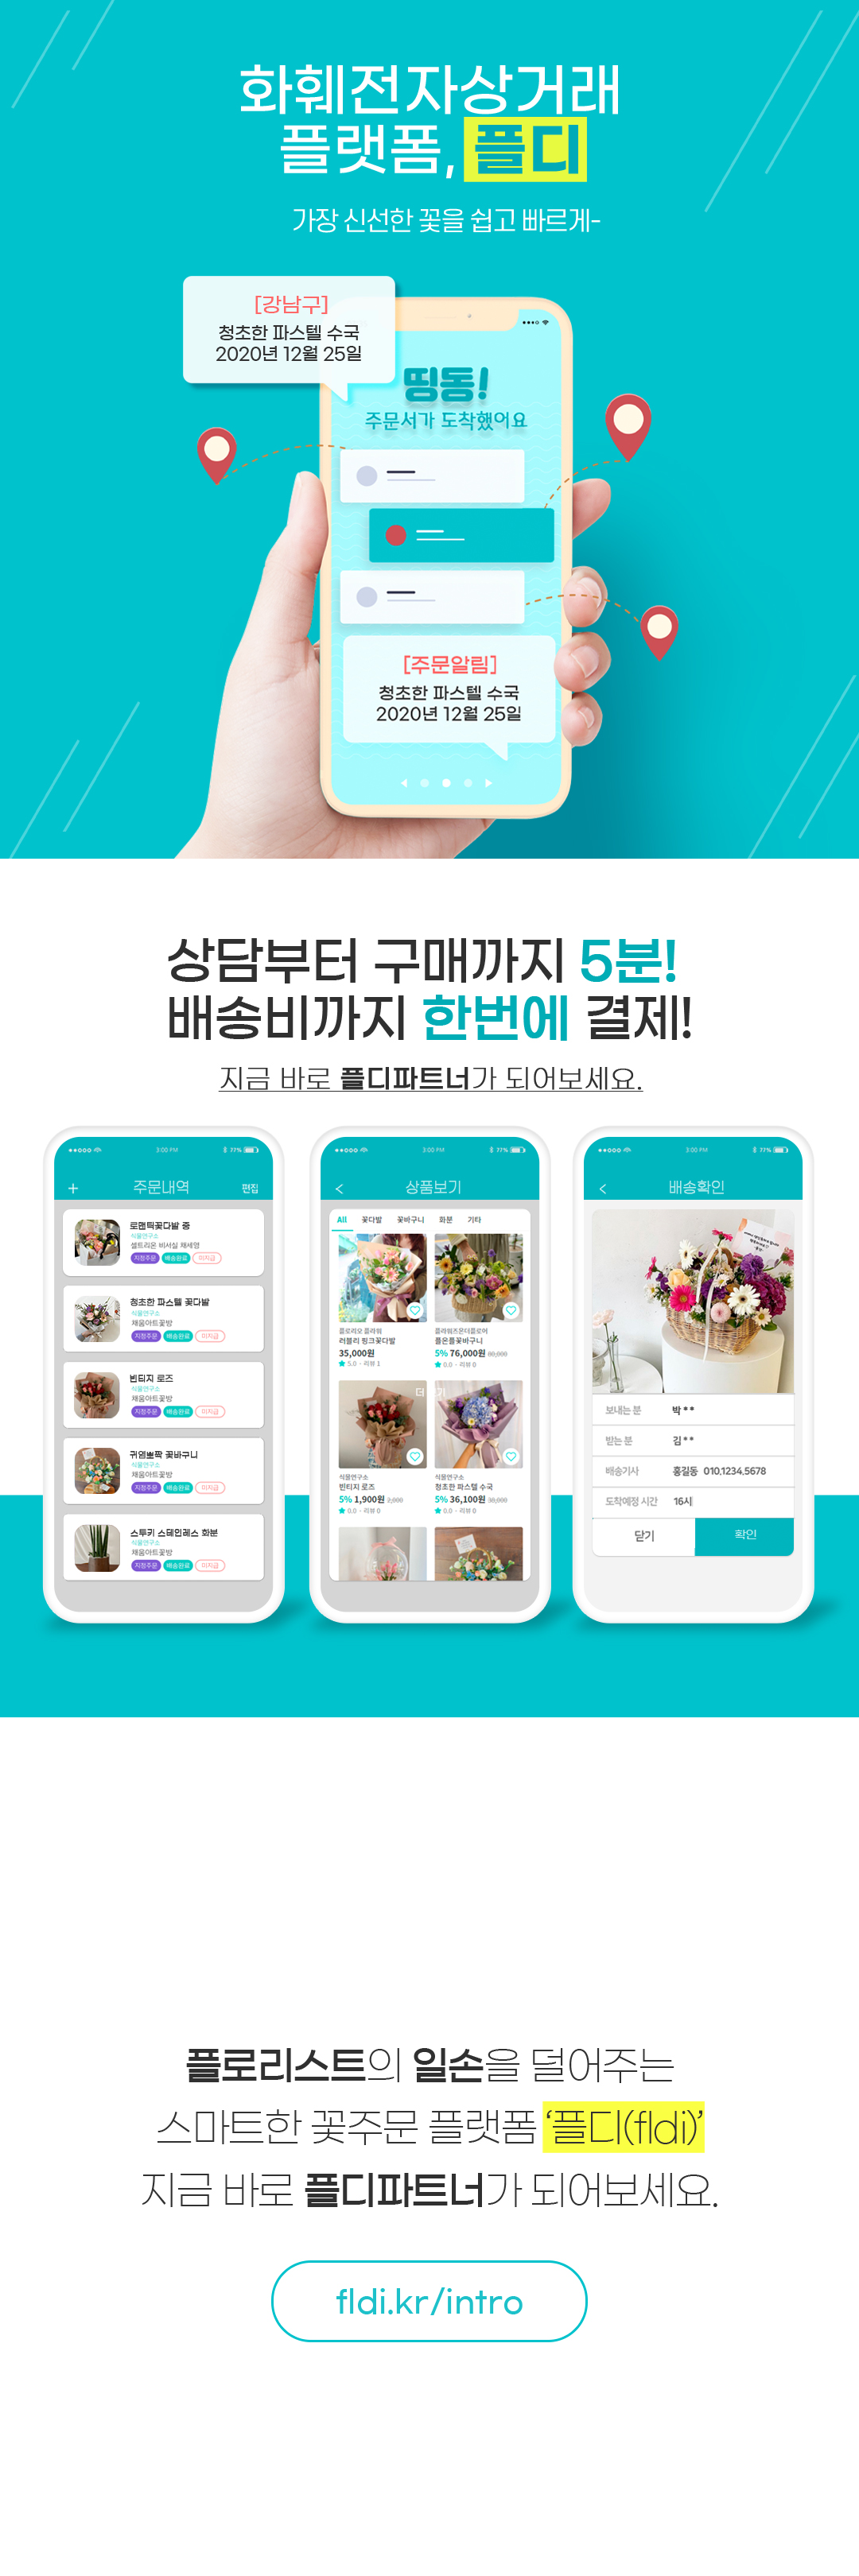 화훼전자상거래
플랫폼, 플디
가장 신선한 꽃을 쉽고 빠르게-
[강남구]
청초한 파스텔 수국
2020년 12월 25일
띵동!
주문서가 도착했어요
[주문알림]
청초한 파스텔 수국
2020년 12월 25일
상담부터 구매까지 5분!
배송비까지 한번에 결제!
지금 바로 플디파트너가 되어보세요.
3:00 PM 77%
+ 주문내역 편집
로맨틱꽃다발 중
식물연구소
셀트리온 비서실 채세영
지정주문 배송완료 미지급
청초한 파스텔 꽃다발
식물연구소
채움아트꽃방
지정주문 배송완료 미지급
빈티지 로즈
식물연구소
채움아트꽃방
지정주문 배송완료 미지급
귀염뽀짝 꽃바구니
식물연구소
채움아트꽃방
지정주문 배송완료 미지급
스투키 스테인레스 화분
식물연구소
채움아트꽃방
지정주문 배송완료 미지급
3:00 PM 77%
< 상품보기
All 꽃다발 꽃바구니 화분 기타
플로리모 플라워
러블리 핑크꽃다발
35,000원
5.0 · 리뷰 1
플라워즈온더플로어
플온플꽃바구니
5% 76,000원 80,000
0.0 · 리뷰 0
더 보기
식물연구소
빈티지 로즈
5% 1,900원 2,000
0.0 · 리뷰 0
식물연구소
청초한 파스텔 수국
5% 36,100원 38,000
0.0 · 리뷰 0
3:00 PM 77%
< 배송확인
보내는 분 박 * *
받는 분 김 * *
배송기사 홍길동 010.1234.5678
도착예정 시간 16시
닫기 확인
플로리스트의 일손을 덜어주는
스마트한 꽃주문 플랫폼 ‘플디(fldi)’
지금 바로 플디파트너가 되어보세요.
fldi.kr/intro